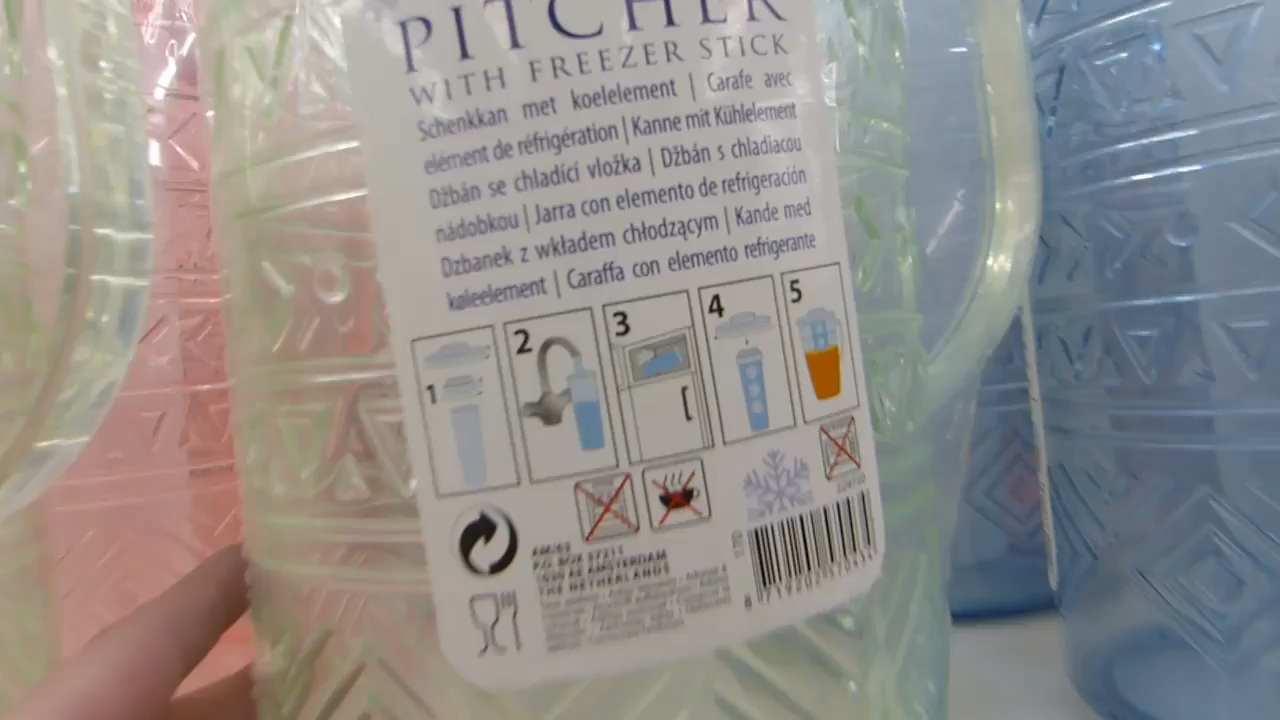 PITCHER
WITH FREEZER STICK
Schenkkan met koelelement | Carafe avec
elément de réfrigération | Kanne mit Kühlelement
Džbán se chladící vložka | Džbán s chladiacou
nádobkou | Jarra con elemento de refrigeración
Dzbanek z wkładem chłodzącym | Kande med
køleelement | Caraffa con elemento refrigerante
1 2 3 4 5
P.O. BOX 37311
AMSTERDAM
THE NETHERLANDS